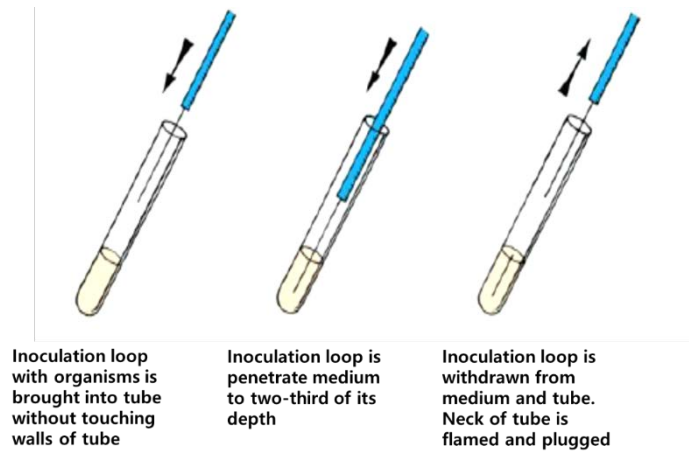 Inoculation loop
with organisms is
brought into tube
without touching
walls of tube
Inoculation loop is
penetrate medium
to two-third of its
depth
Inoculation loop is
withdrawn from
medium and tube.
Neck of tube is
flamed and plugged